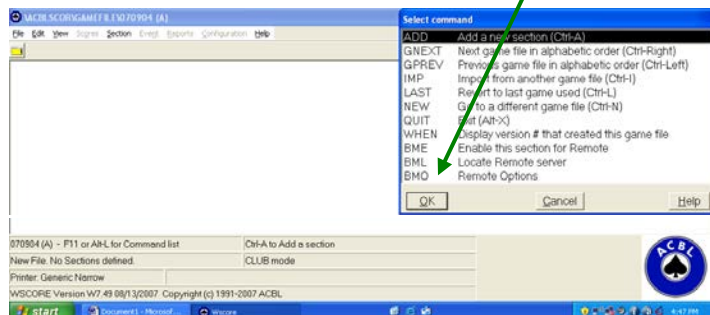 \ACBLSCOR\GAMEFILE\070904 (A)
File Edit View Scores Section Event Reports Configuration Help
Select command
ADD Add a new section (Ctrl-A)
GNEXT Next game file in alphabetic order (Ctrl-Right)
GPREV Previous game file in alphabetic order (Ctrl-Left)
IMP Import from another game file (Ctrl-I)
LAST Revert to last game used (Ctrl-L)
NEW Go to a different game file (Ctrl-N)
QUIT Exit (Alt-X)
WHEN Display version # that created this game file
BME Enable this section for Remote
BML Locate Remote server
BMO Remote Options
OK Cancel Help
070904 (A) - F11 or Alt-L for Command list Ctrl-A to Add a section
New File. No Sections defined. CLUB mode
Printer: Generic Narrow
WSCORE Version W7.49 08/13/2007 Copyright (c) 1991-2007 ACBL
ACBL
start Document1 - Microsof... Wscore 4:47 PM